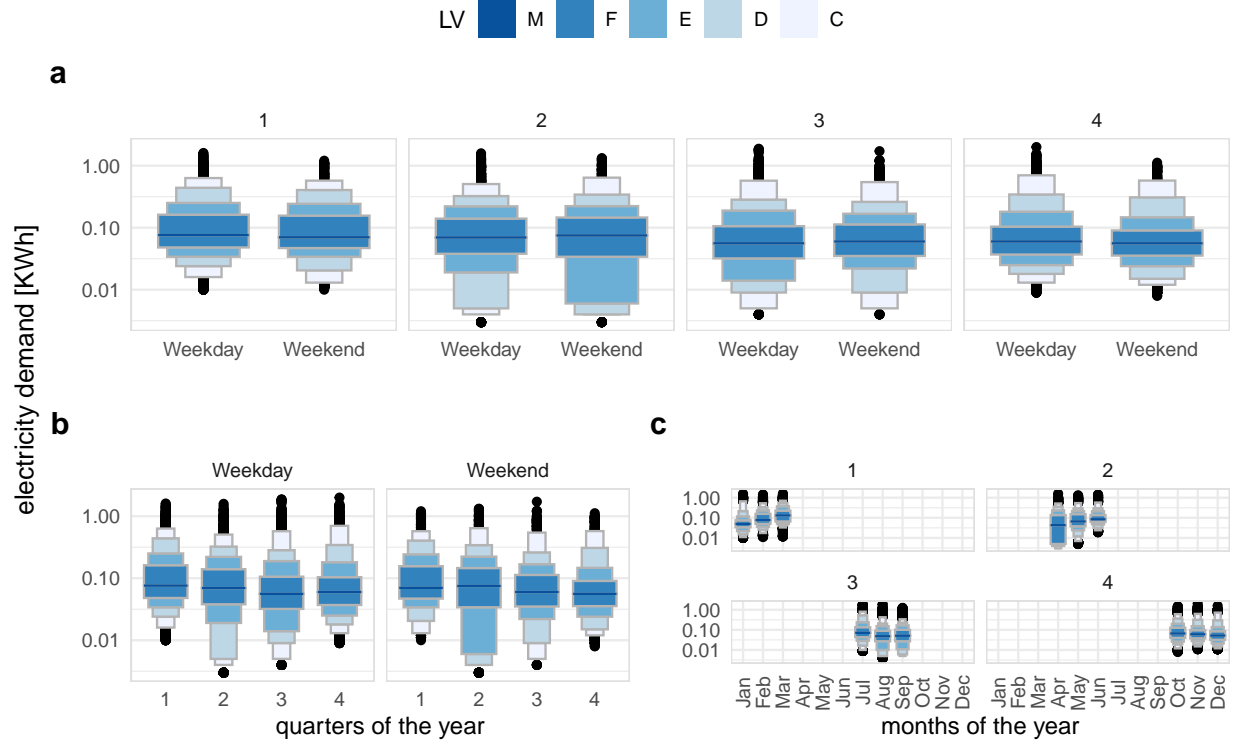 LV M F E D C
a
1 2 3 4
1.00
0.10
0.01
Weekday Weekend Weekday Weekend Weekday Weekend Weekday Weekend
electricity demand [KWh]
b
Weekday Weekend
1.00
0.10
0.01
1 2 3 4 1 2 3 4
quarters of the year
c
1 2
1.00
0.10
0.01
3 4
1.00
0.10
0.01
Jan Feb Mar Apr May Jun Jul Aug Sep Oct Nov Dec Jan Feb Mar Apr May Jun Jul Aug Sep Oct Nov Dec
months of the year